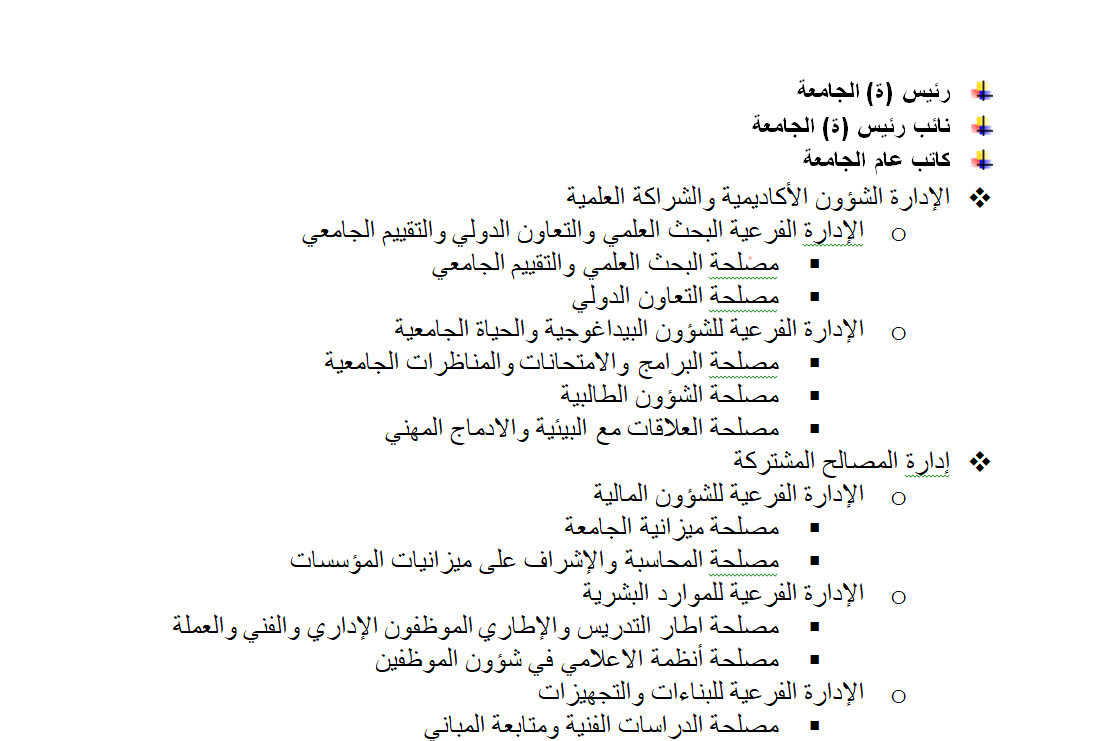 رئيس (ة) الجامعة
نائب رئيس (ة) الجامعة
كاتب عام الجامعة
الإدارة الشؤون الأكاديمية والشراكة العلمية
الإدارة الفرعية البحث العلمي والتعاون الدولي والتقييم الجامعي
مصلحة البحث العلمي والتقييم الجامعي
مصلحة التعاون الدولي
الإدارة الفرعية للشؤون البيداغوجية والحياة الجامعية
مصلحة البرامج والامتحانات والمناظرات الجامعية
مصلحة الشؤون الطالبية
مصلحة العلاقات مع البيئية والادماج المهني
إدارة المصالح المشتركة
الإدارة الفرعية للشؤون المالية
مصلحة ميزانية الجامعة
مصلحة المحاسبة والإشراف على ميزانيات المؤسسات
الإدارة الفرعية للموارد البشرية
مصلحة اطار التدريس والإطاري الموظفون الإداري والفني والعملة
مصلحة أنظمة الاعلامي في شؤون الموظفين
الإدارة الفرعية للبناءات والتجهيزات
مصلحة الدراسات الفنية ومتابعة المباني